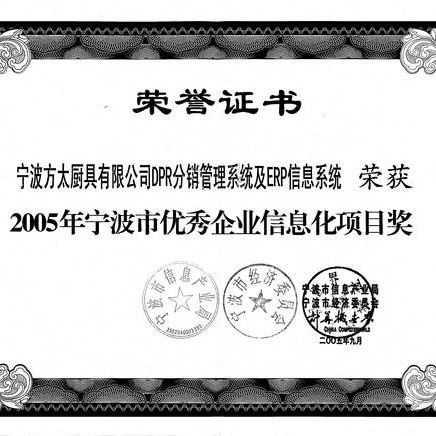 荣誉证书
宁波方太厨具有限公司DPR分销管理系统及ERP信息系统 荣获
2005年宁波市优秀企业信息化项目奖
宁波市信息产业局
宁波市经济委员会
宁波市信息产业局
宁波市经济委员会
计算机世界
CHINA COMPUTERWORLD
二〇〇五年九月